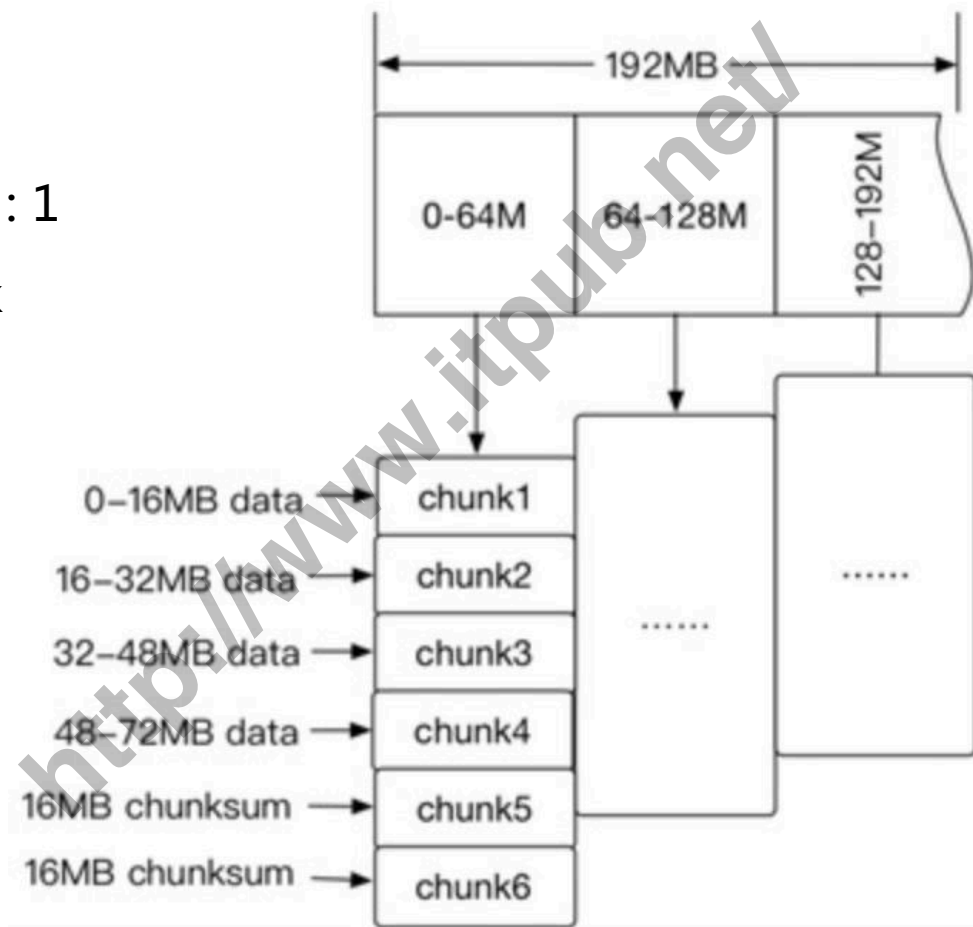 192MB
: 1
0-64M
64-128M
128-192M
0-16MB data
chunk1
16-32MB data
chunk2
32-48MB data
chunk3
48-72MB data
chunk4
16MB chunksum
chunk5
16MB chunksum
chunk6
......
......
http://www.itpub.net/